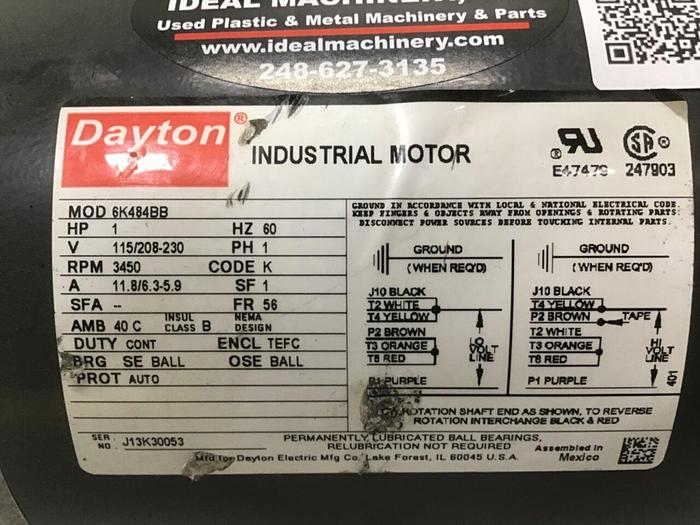 IDEAL MACHINERY,
Used Plastic & Metal Machinery & Parts
www.idealmachinery.com
248-627-3135
Dayton®
INDUSTRIAL MOTOR
E47479 247903
MOD 6K484BB
HP 1 HZ 60
V 115/208-230 PH 1
RPM 3450 CODE K
A 11.8/6.3-5.9 SF 1
SFA -- FR 56
AMB 40 C INSUL CLASS B NEMA DESIGN
DUTY CONT ENCL TEFC
BRG SE BALL OSE BALL
PROT AUTO
GROUND IN ACCORDANCE WITH LOCAL & NATIONAL ELECTRICAL CODE.
KEEP FINGERS & OBJECTS AWAY FROM OPENINGS & ROTATING PARTS.
DISCONNECT POWER SOURCES BEFORE TOUCHING INTERNAL PARTS.
GROUND
(WHEN REQ'D)
J10 BLACK
T2 WHITE
T4 YELLOW
P2 BROWN
T3 ORANGE
T8 RED
P1 PURPLE
LO
VOLT
LINE
GROUND
(WHEN REQ'D)
J10 BLACK
T4 YELLOW
P2 BROWN TAPE
T2 WHITE
T3 ORANGE
T8 RED
P1 PURPLE
HI
VOLT
LINE
401
ROTATION SHAFT END AS SHOWN, TO REVERSE
ROTATION INTERCHANGE BLACK & RED
SER NO J13K30053
PERMANENTLY LUBRICATED BALL BEARINGS,
RELUBRICATION NOT REQUIRED
Mfd for Dayton Electric Mfg Co. Lake Forest, IL 60045 U.S.A.
Assembled in
Mexico